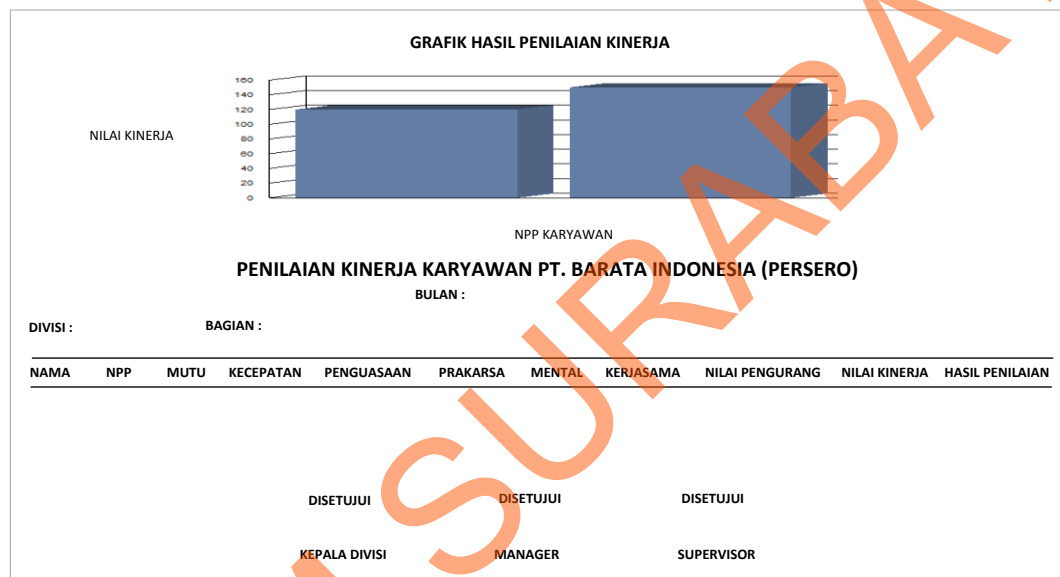 GRAFIK HASIL PENILAIAN KINERJA
160
140
120
100
80
60
40
20
0
NILAI KINERJA
NPP KARYAWAN
PENILAIAN KINERJA KARYAWAN PT. BARATA INDONESIA (PERSERO)
BULAN :
DIVISI : BAGIAN :
NAMA NPP MUTU KECEPATAN PENGUASAAN PRAKARSA MENTAL KERJASAMA NILAI PENGURANG NILAI KINERJA HASIL PENILAIAN
DISETUJUI DISETUJUI DISETUJUI
KEPALA DIVISI MANAGER SUPERVISOR
SURABA